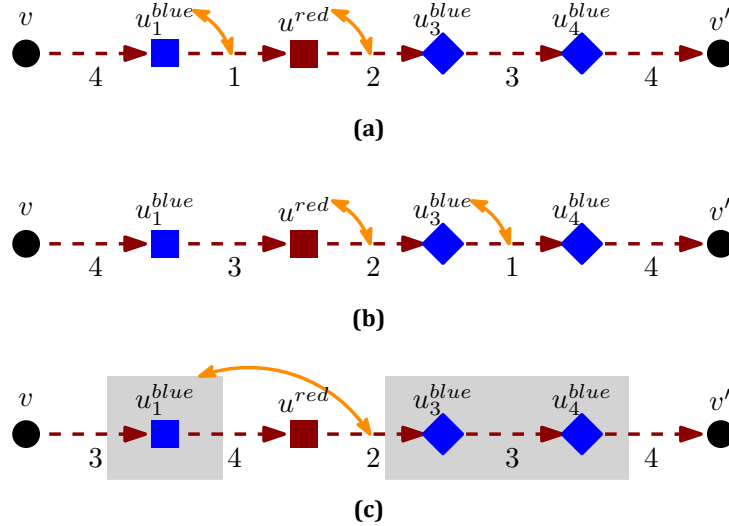 v u_1^{blue} u^{red} u_3^{blue} u_4^{blue} v'
4 1 2 3 4
(a)
v u_1^{blue} u^{red} u_3^{blue} u_4^{blue} v'
4 3 2 1 4
(b)
v u_1^{blue} u^{red} u_3^{blue} u_4^{blue} v'
3 4 2 3 4
(c)